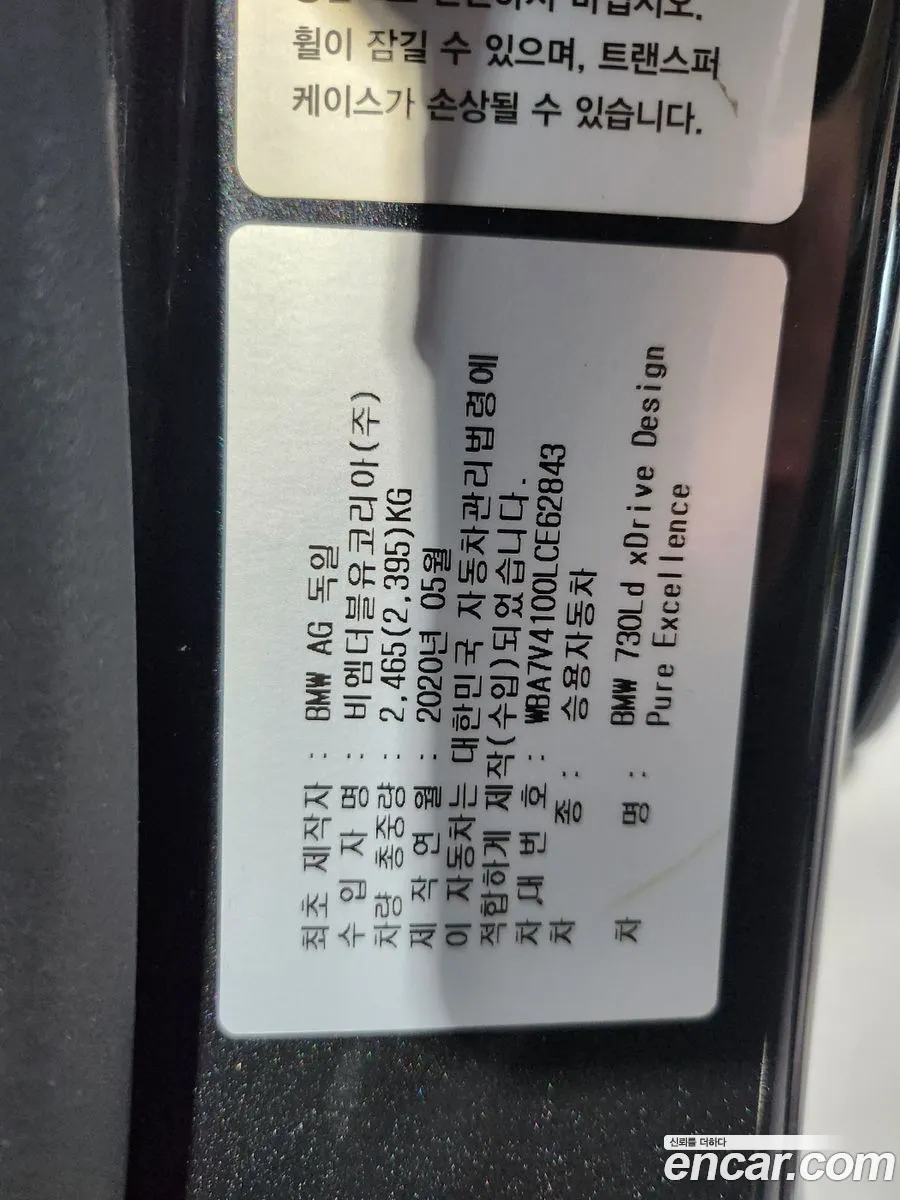 마십시오.
휠이 잠길 수 있으며, 트랜스퍼
케이스가 손상될 수 있습니다.
최초 제작자 : BMW AG 독일
수 입 자 명 : 비엠더블유코리아(주)
차량 총중량 : 2,465(2,395)KG
제 작 연 월 : 2020년 05월
이 자동차는 대한민국 자동차관리법령에
적합하게 제작(수입)되었습니다.
차 대 번 호 : WBA7V4100LCE62843
차 종 : 승용자동차
차 명 : BMW 730Ld xDrive Design
Pure Excellence
신뢰를 더하다
encar.com